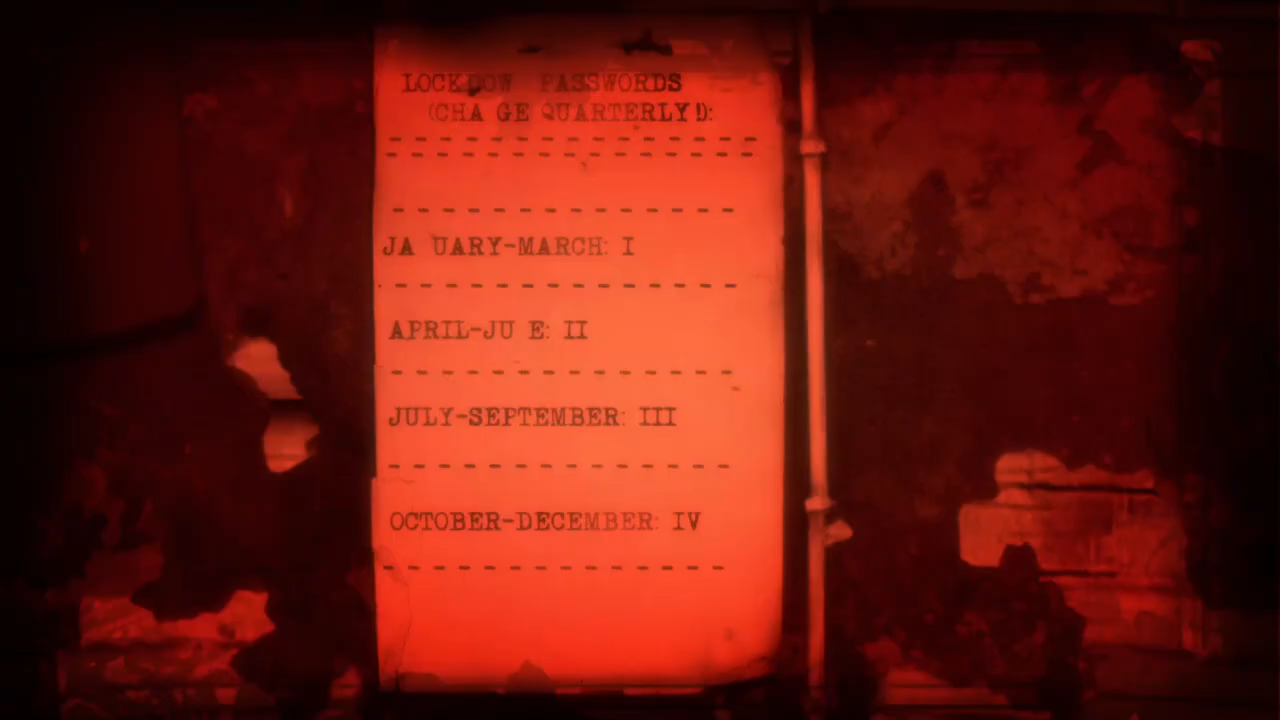 LOCKDOW PASSWORDS
(CHA GE QUARTERLY!):
JA UARY-MARCH: I
APRIL-JU E: II
JULY-SEPTEMBER: III
OCTOBER-DECEMBER: IV